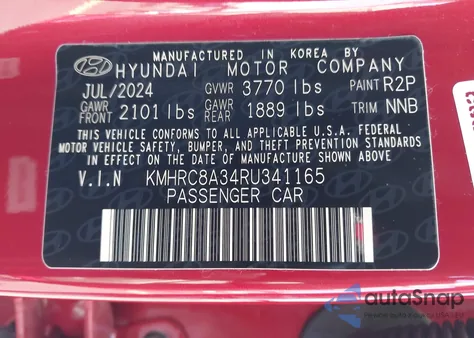 MANUFACTURED IN KOREA BY
HYUNDAI MOTOR COMPANY
JUL/2024 GVWR 3770 lbs PAINT R2P
GAWR FRONT 2101 lbs GAWR REAR 1889 lbs TRIM NNB
THIS VEHICLE CONFORMS TO ALL APPLICABLE U.S.A. FEDERAL
MOTOR VEHICLE SAFETY, BUMPER, AND THEFT PREVENTION STANDARDS
IN EFFECT ON THE DATE OF MANUFACTURE SHOWN ABOVE.
V.I.N KMHRC8A34RU341165
PASSENGER CAR
autoSnap